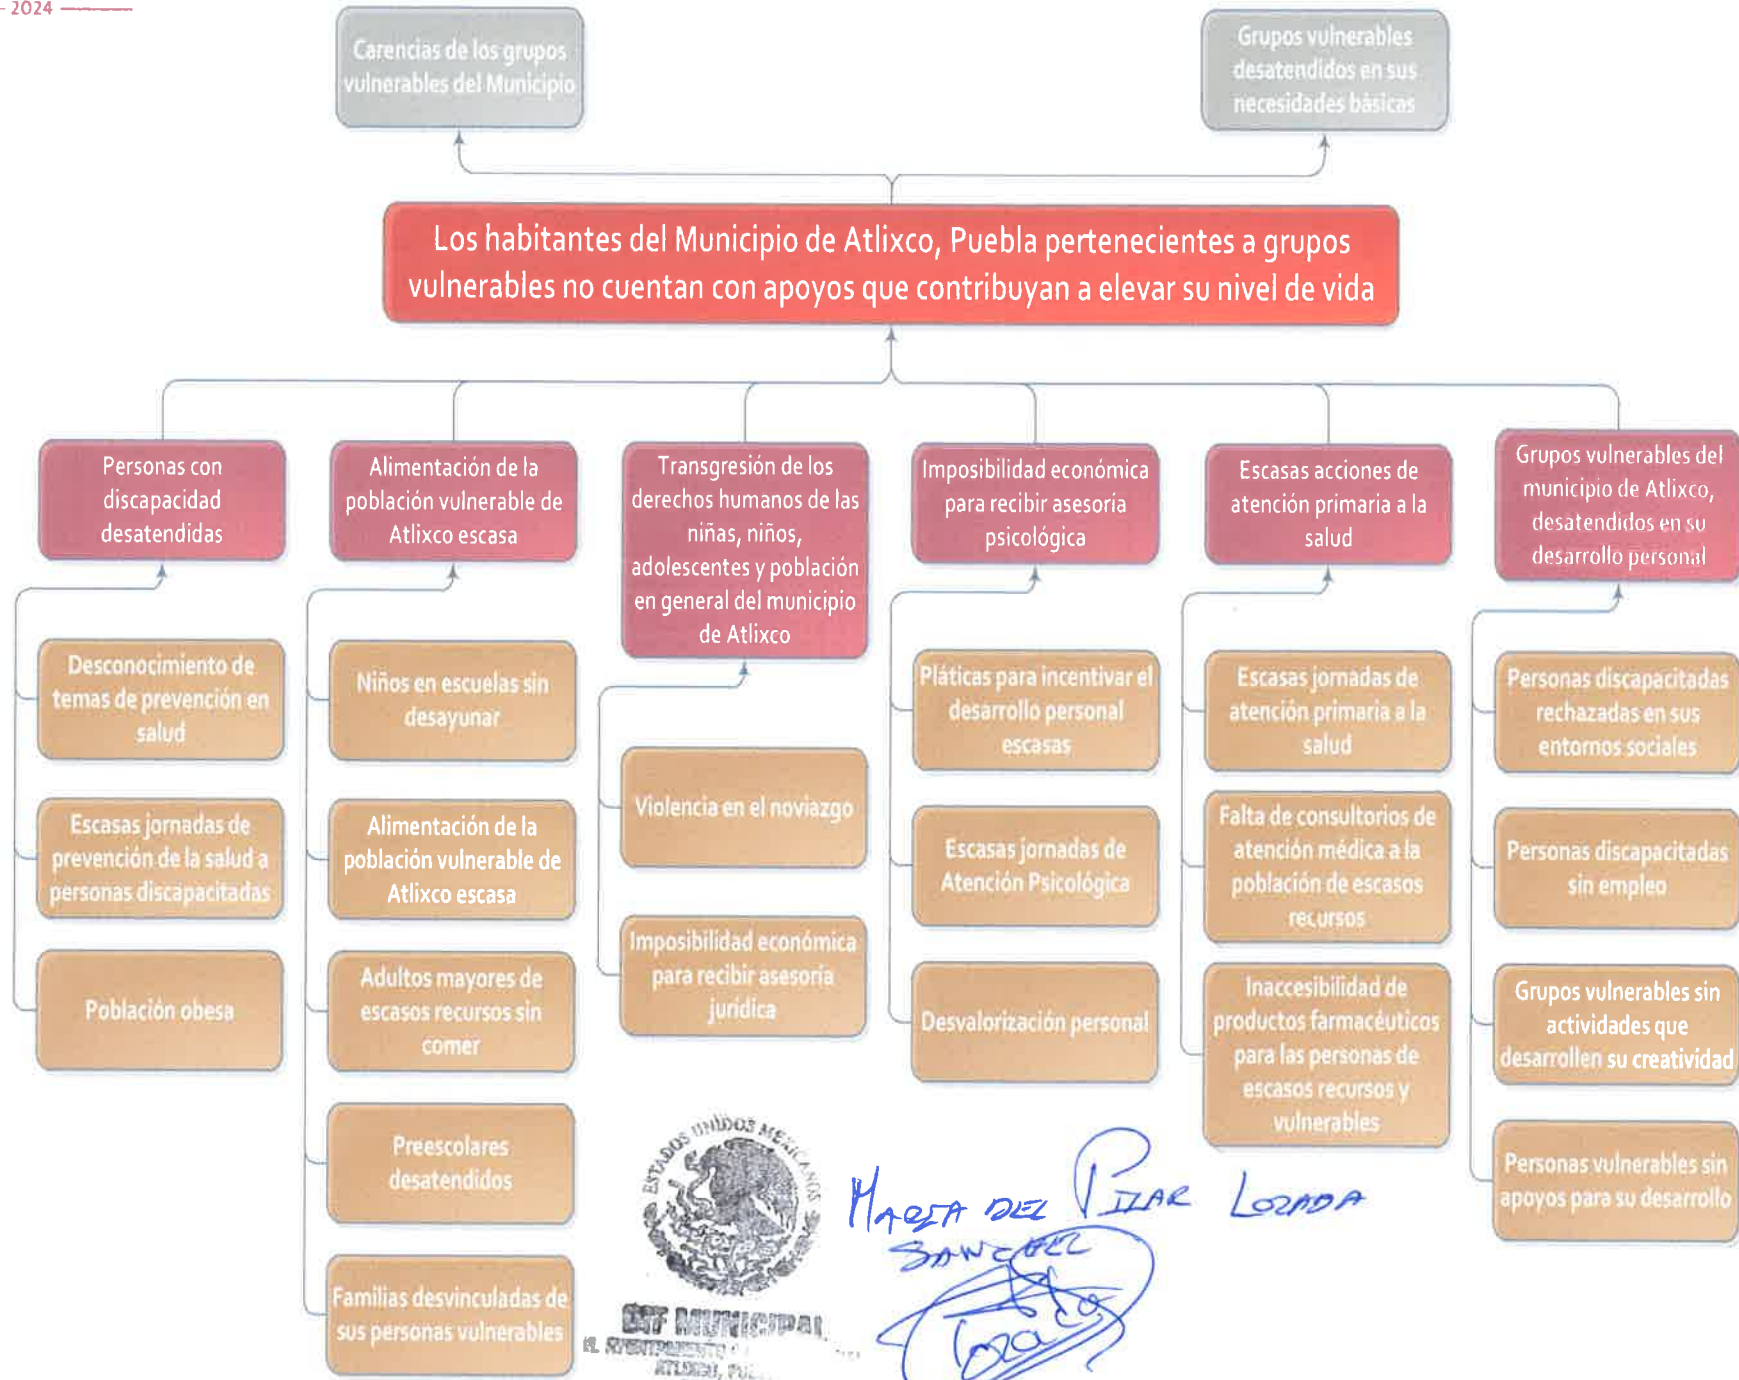 2024
Carencias de los grupos
vulnerables del Municipio
Grupos vulnerables
desatendidos en sus
necesidades básicas
Los habitantes del Municipio de Atlixco, Puebla pertenecientes a grupos
vulnerables no cuentan con apoyos que contribuyan a elevar su nivel de vida
Personas con
discapacidad
desatendidas
Alimentación de la
población vulnerable de
Atlixco escasa
Transgresión de los
derechos humanos de las
niñas, niños,
adolescentes y población
en general del municipio
de Atlixco
Imposibilidad económica
para recibir asesoría
psicológica
Escasas acciones de
atención primaria a la
salud
Grupos vulnerables del
municipio de Atlixco,
desatendidos en su
desarrollo personal
Desconocimiento de
temas de prevención en
salud
Escasas jornadas de
prevención de la salud a
personas discapacitadas
Población obesa
Niños en escuelas sin
desayunar
Alimentación de la
población vulnerable de
Atlixco escasa
Adultos mayores de
escasos recursos sin
comer
Preescolares
desatendidos
Familias desvinculadas de
sus personas vulnerables
Violencia en el noviazgo
Imposibilidad económica
para recibir asesoría
jurídica
Pláticas para incentivar el
desarrollo personal
escasas
Escasas jornadas de
Atención Psicológica
Desvalorización personal
Escasas jornadas de
atención primaria a la
salud
Falta de consultorios de
atención médica a la
población de escasos
recursos
Inaccesibilidad de
productos farmacéuticos
para las personas de
escasos recursos y
vulnerables
Personas discapacitadas
rechazadas en sus
entornos sociales
Personas discapacitadas
sin empleo
Grupos vulnerables sin
actividades que
desarrollen su creatividad
Personas vulnerables sin
apoyos para su desarrollo
ESTADOS UNIDOS MEXICANOS
DIF MUNICIPAL
MARIA DEL PILAR LOZADA
SANCHEZ